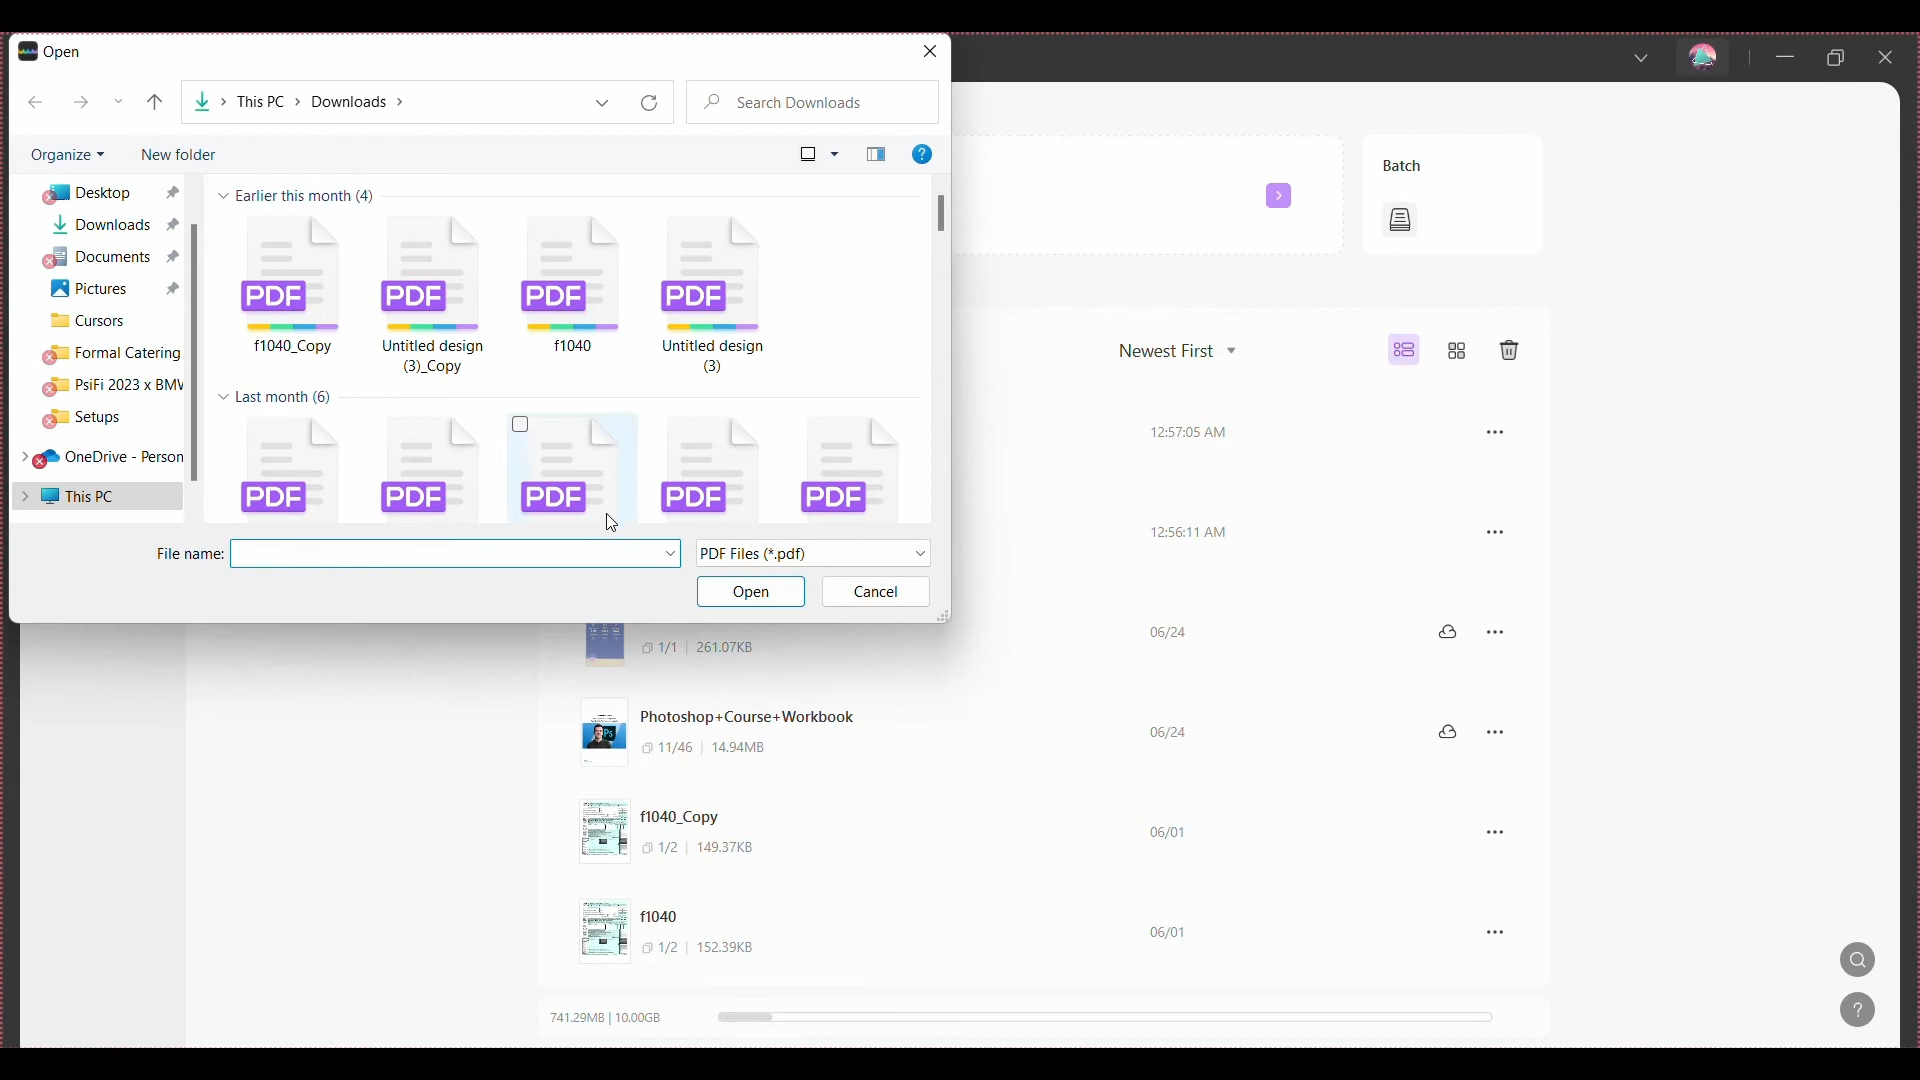 Open
This PC > Downloads >
Search Downloads
Organize
New folder
Desktop
Downloads
Documents
Pictures
Cursors
Formal Catering
PsiFi 2023 x BMV
Setups
OneDrive - Person
This PC
Earlier this month (4)
PDF
PDF
PDF
PDF
f1040_Copy
Untitled design
(3)_Copy
f1040
Untitled design
(3)
Last month (6)
PDF
PDF
PDF
PDF
PDF
File name:
PDF Files (*.pdf)
Open
Cancel
Batch
Newest First
12:57:05 AM
12:56:11 AM
1/1 | 261.07KB
06/24
Photoshop+Course+Workbook
11/46 | 14.94MB
06/24
f1040_Copy
1/2 | 149.37KB
06/01
f1040
1/2 | 152.39KB
06/01
741.29MB | 10.00GB